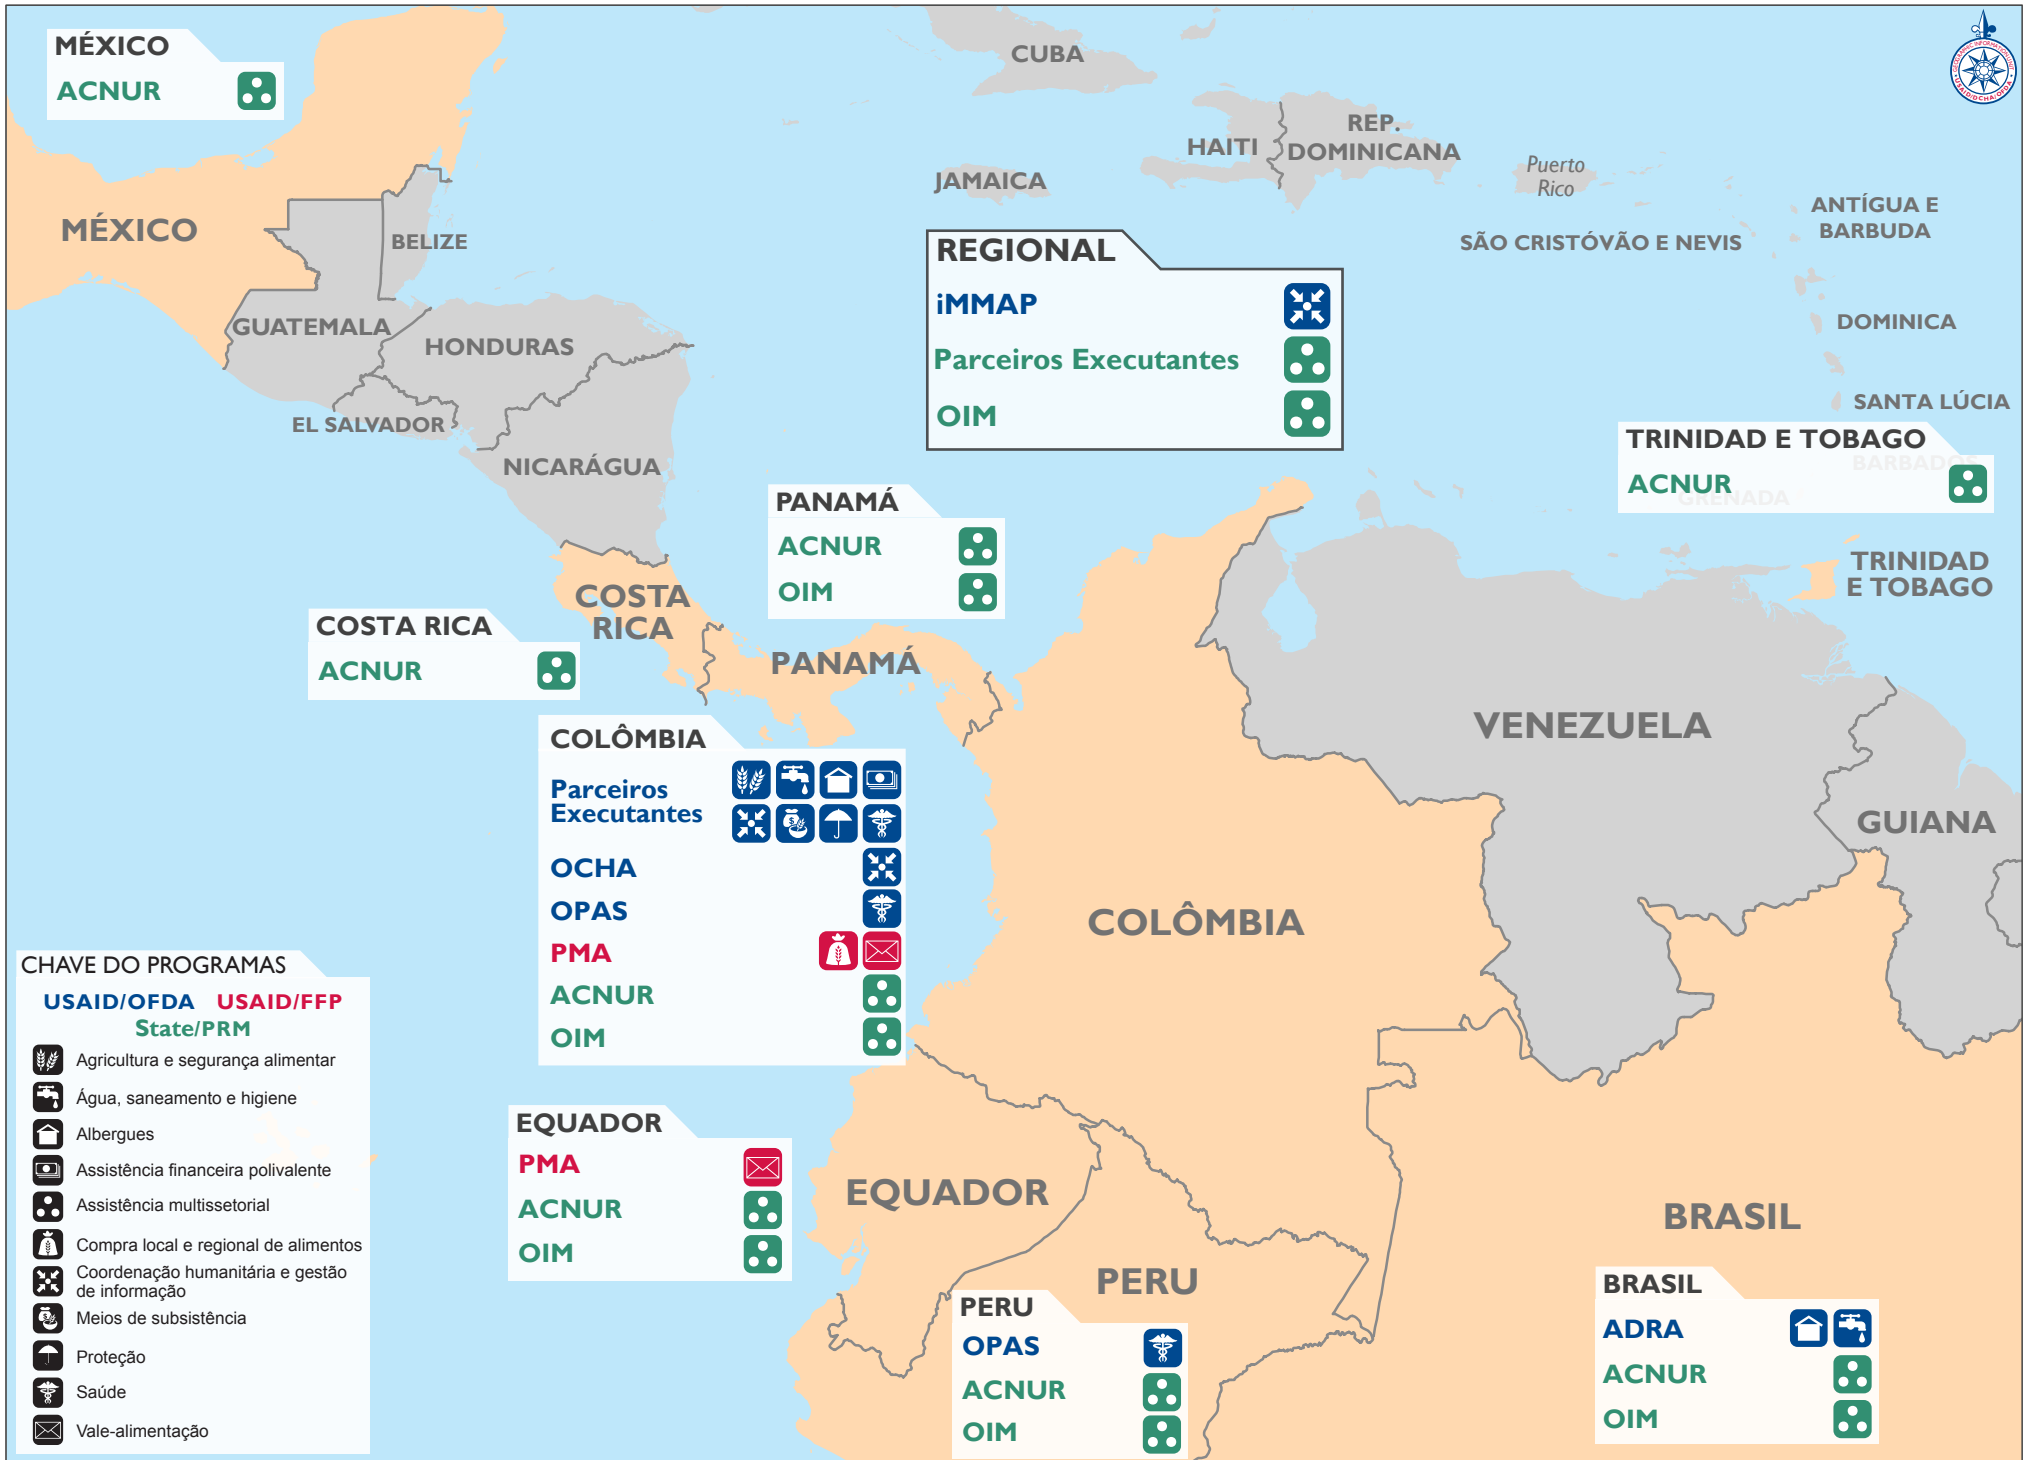 MÉXICO
ACNUR
CUBA
HAITI
REP.
DOMINICANA
JAMAICA
Puerto
Rico
ANTÍGUA E
BARBUDA
SÃO CRISTÓVÃO E NEVIS
MÉXICO
BELIZE
REGIONAL
iMMAP
Parceiros Executantes
OIM
DOMINICA
GUATEMALA
HONDURAS
SANTA LÚCIA
EL SALVADOR
NICARÁGUA
TRINIDAD E TOBAGO
BARBADOS
ACNUR
GRENADA
PANAMÁ
ACNUR
OIM
TRINIDAD
E TOBAGO
COSTA
RICA
COSTA RICA
ACNUR
PANAMÁ
VENEZUELA
GUIANA
COLÔMBIA
Parceiros
Executantes
OCHA
OPAS
PMA
ACNUR
OIM
COLÔMBIA
CHAVE DO PROGRAMAS
USAID/OFDA USAID/FFP
State/PRM
Agricultura e segurança alimentar
Água, saneamento e higiene
Albergues
Assistência financeira polivalente
Assistência multissetorial
Compra local e regional de alimentos
Coordenação humanitária e gestão
de informação
Meios de subsistência
Proteção
Saúde
Vale-alimentação
EQUADOR
PMA
ACNUR
OIM
EQUADOR
PERU
BRASIL
PERU
OPAS
ACNUR
OIM
BRASIL
ADRA
ACNUR
OIM